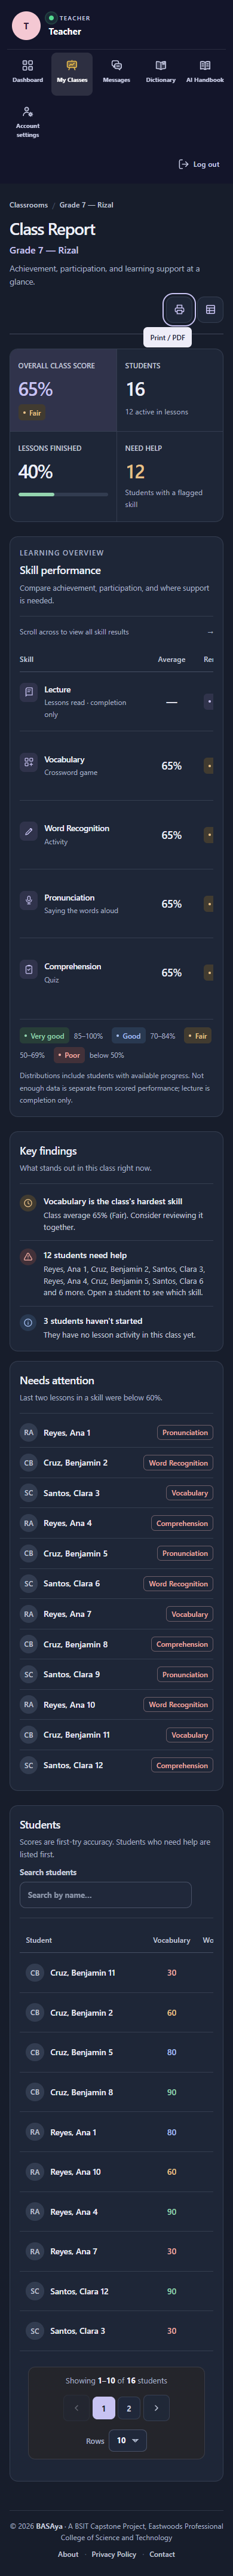 T
TEACHER
Teacher
Dashboard
My Classes
Messages
Dictionary
AI Handbook
Account
settings
Log out
Classrooms / Grade 7 — Rizal
Class Report
Grade 7 — Rizal
Achievement, participation, and learning support at a
glance.
Print / PDF
OVERALL CLASS SCORE
65%
• Fair
STUDENTS
16
12 active in lessons
LESSONS FINISHED
40%
NEED HELP
12
Students with a flagged
skill
LEARNING OVERVIEW
Skill performance
Compare achievement, participation, and where support
is needed.
Scroll across to view all skill results →
Skill Average
Lecture
Lessons read · completion
only
—
Vocabulary
Crossword game
65%
Word Recognition
Activity
65%
Pronunciation
Saying the words aloud
65%
Comprehension
Quiz
65%
• Very good 85–100% • Good 70–84% • Fair
50–69% • Poor below 50%
Distributions include students with available progress. Not
enough data is separate from scored performance; lecture is
completion only.
Key findings
What stands out in this class right now.
Vocabulary is the class's hardest skill
Class average 65% (Fair). Consider reviewing it
together.
12 students need help
Reyes, Ana 1, Cruz, Benjamin 2, Santos, Clara 3,
Reyes, Ana 4, Cruz, Benjamin 5, Santos, Clara 6
and 6 more. Open a student to see which skill.
3 students haven't started
They have no lesson activity in this class yet.
Needs attention
Last two lessons in a skill were below 60%.
RA Reyes, Ana 1 Pronunciation
CB Cruz, Benjamin 2 Word Recognition
SC Santos, Clara 3 Vocabulary
RA Reyes, Ana 4 Comprehension
CB Cruz, Benjamin 5 Pronunciation
SC Santos, Clara 6 Word Recognition
RA Reyes, Ana 7 Vocabulary
CB Cruz, Benjamin 8 Comprehension
SC Santos, Clara 9 Pronunciation
RA Reyes, Ana 10 Word Recognition
CB Cruz, Benjamin 11 Vocabulary
SC Santos, Clara 12 Comprehension
Students
Scores are first-try accuracy. Students who need help are
listed first.
Search students
Search by name...
Student Vocabulary
CB Cruz, Benjamin 11 30
CB Cruz, Benjamin 2 60
CB Cruz, Benjamin 5 80
CB Cruz, Benjamin 8 90
RA Reyes, Ana 1 80
RA Reyes, Ana 10 60
RA Reyes, Ana 4 90
RA Reyes, Ana 7 30
SC Santos, Clara 12 90
SC Santos, Clara 3 30
Showing 1–10 of 16 students
‹ 1 2 ›
Rows 10
© 2026 BASAya · A BSIT Capstone Project, Eastwoods Professional
College of Science and Technology
About · Privacy Policy · Contact